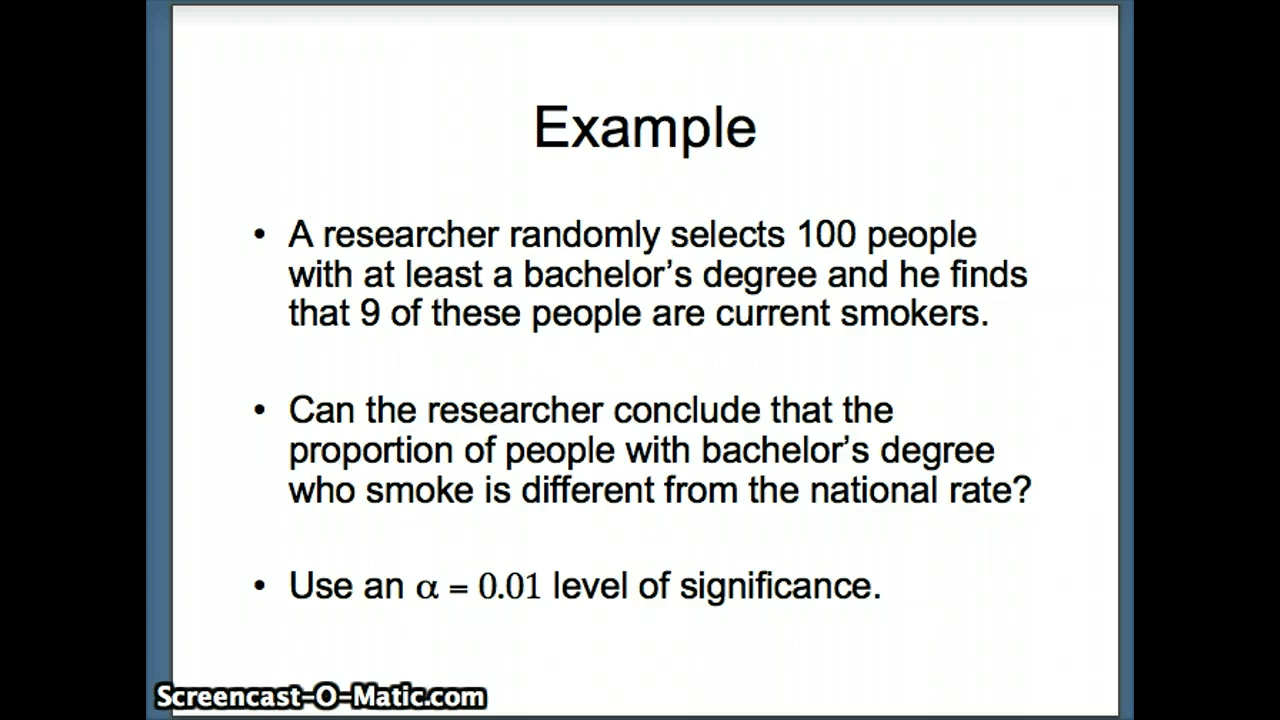 Example
• A researcher randomly selects 100 people
with at least a bachelor’s degree and he finds
that 9 of these people are current smokers.
• Can the researcher conclude that the
proportion of people with bachelor’s degree
who smoke is different from the national rate?
• Use an α = 0.01 level of significance.
Screencast-O-Matic.com